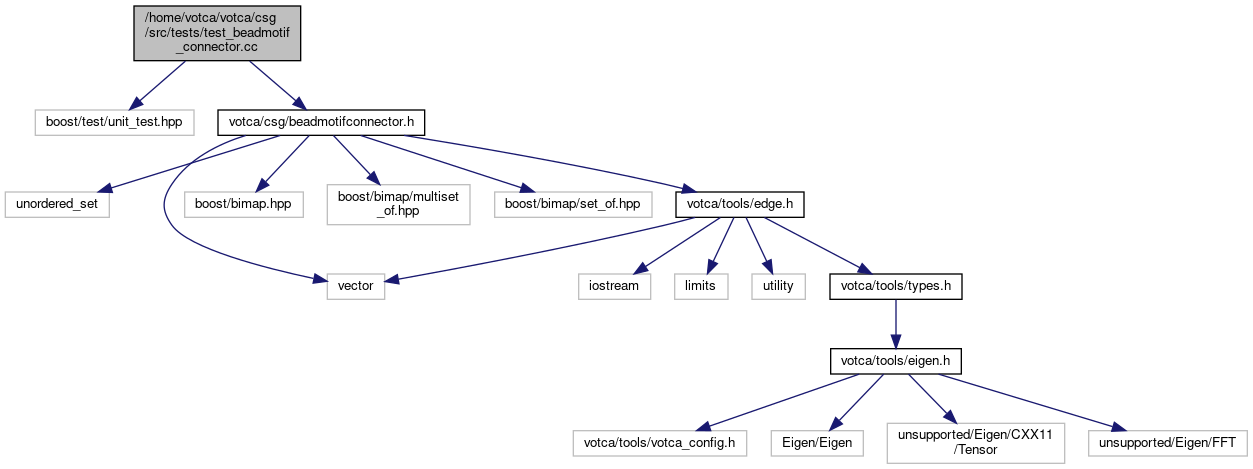 /home/votca/votca/csg
/src/tests/test_beadmotif
_connector.cc
boost/test/unit_test.hpp
votca/csg/beadmotifconnector.h
unordered_set
boost/bimap.hpp
boost/bimap/multiset
_of.hpp
boost/bimap/set_of.hpp
votca/tools/edge.h
vector
iostream
limits
utility
votca/tools/types.h
votca/tools/eigen.h
votca/tools/votca_config.h
Eigen/Eigen
unsupported/Eigen/CXX11
/Tensor
unsupported/Eigen/FFT